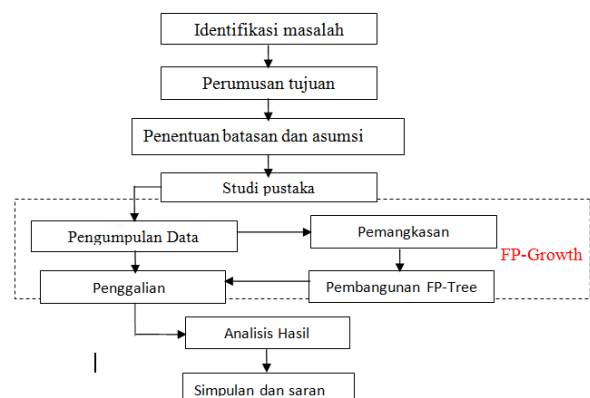 Identifikasi masalah
Perumusan tujuan
Penentuan batasan dan asumsi
Studi pustaka
Pengumpulan Data
Pemangkasan
FP-Growth
Penggalian
Pembangunan FP-Tree
Analisis Hasil
Simpulan dan saran